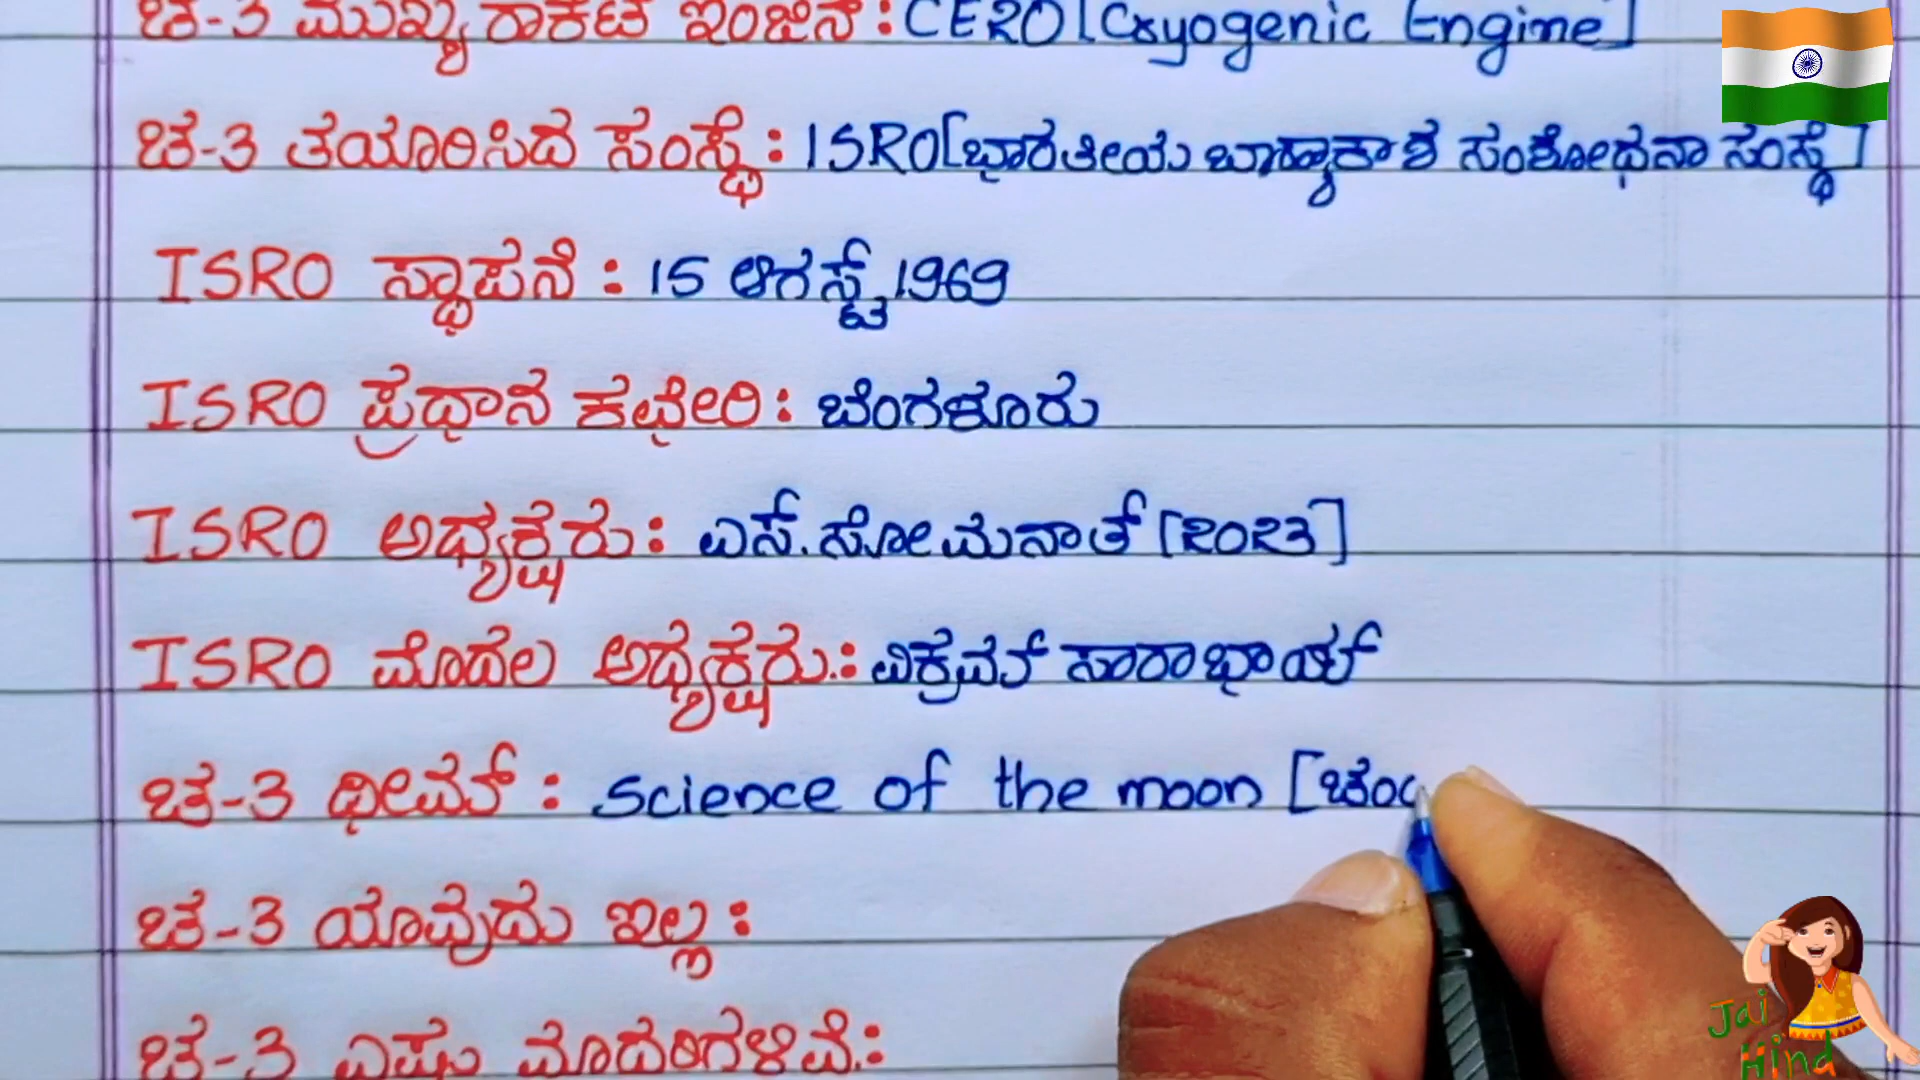 ಚ-3 ಮುಖ್ಯ ರಾಕೆಟ್ ಇಂಜಿನ್ : CE20 [Cryogenic Engine]
ಚ-3 ತಯಾರಿಸಿದ ಸಂಸ್ಥೆ : ISRO [ಭಾರತೀಯ ಬಾಹ್ಯಾಕಾಶ ಸಂಶೋಧನಾ ಸಂಸ್ಥೆ]
ISRO ಸ್ಥಾಪನೆ : 15 ಆಗಸ್ಟ್ 1969
ISRO ಪ್ರಧಾನ ಕಛೇರಿ : ಬೆಂಗಳೂರು
ISRO ಅಧ್ಯಕ್ಷರು : ಎಸ್. ಸೋಮನಾಥ್ [2023]
ISRO ಮೊದಲ ಅಧ್ಯಕ್ಷರು : ವಿಕ್ರಮ್ ಸಾರಾಭಾಯ್
ಚ-3 ಥೀಮ್ : science of the moon [ಚಂ
ಚ-3 ಯಾವುದು ಇಲ್ಲ :
ಚ-3 ಎಷ್ಟು ಮಾದರಿಗಳಿವೆ :
Jai
Hind